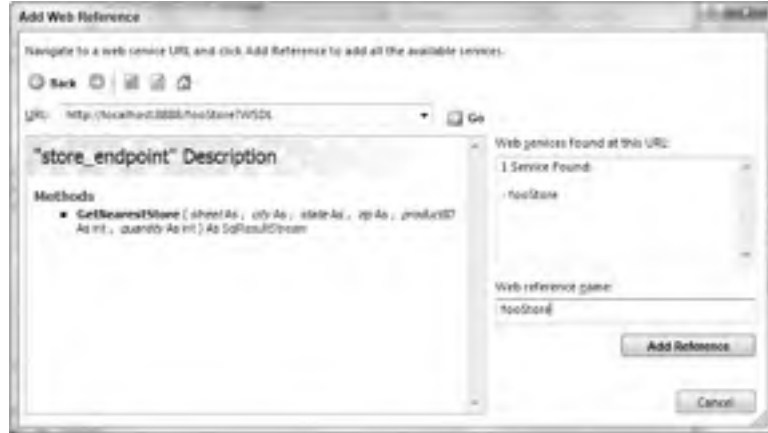 Add Web Reference
Navigate to a web service URL and click Add Reference to add all the available services.
Back
URL: http://localhost:8888/fooStore?WSDL
Go
"store_endpoint" Description
Methods
GetNearestStore ( street As , city As , state As , zip As , productID
As int , quantity As int ) As SqlResultStream
Web services found at this URL:
1 Service Found:
- fooStore
Web reference name:
fooStore
Add Reference
Cancel